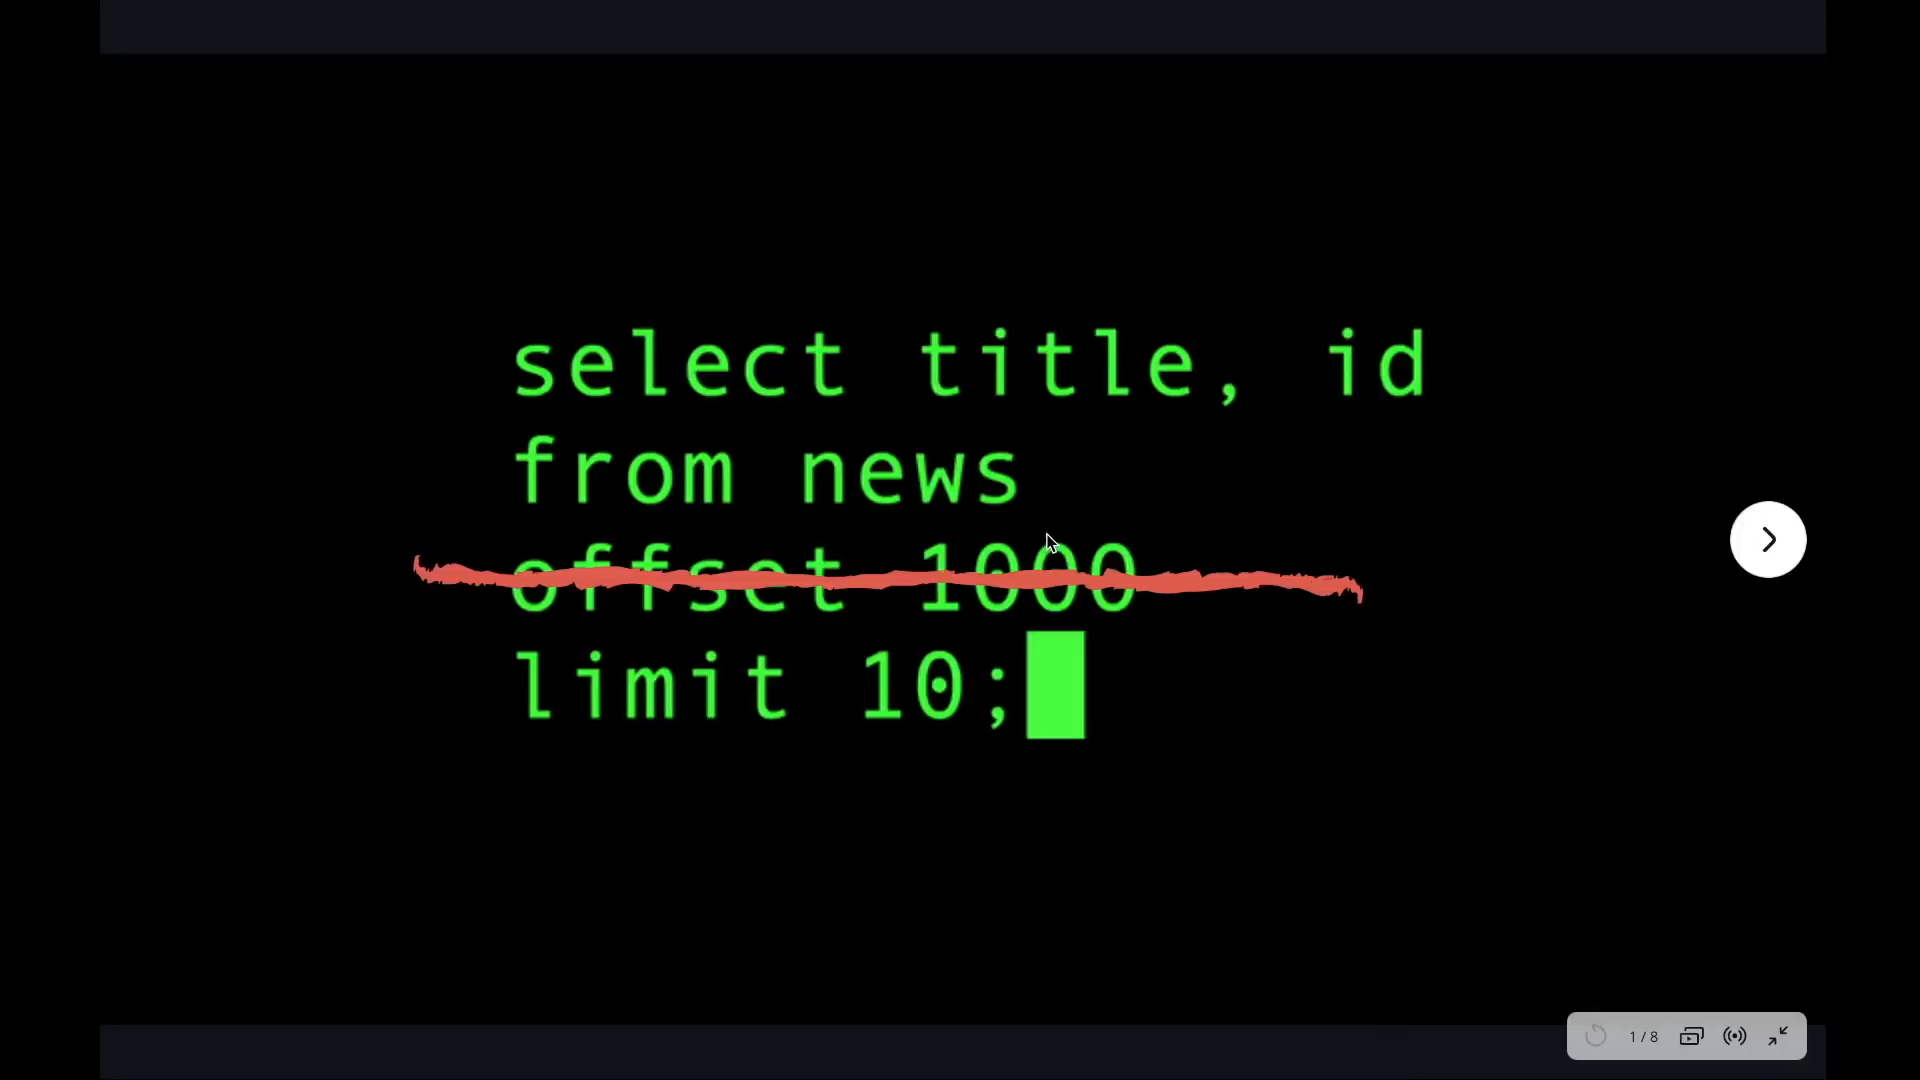 select title, id
from news
offset 1000
limit 10;
1 / 8